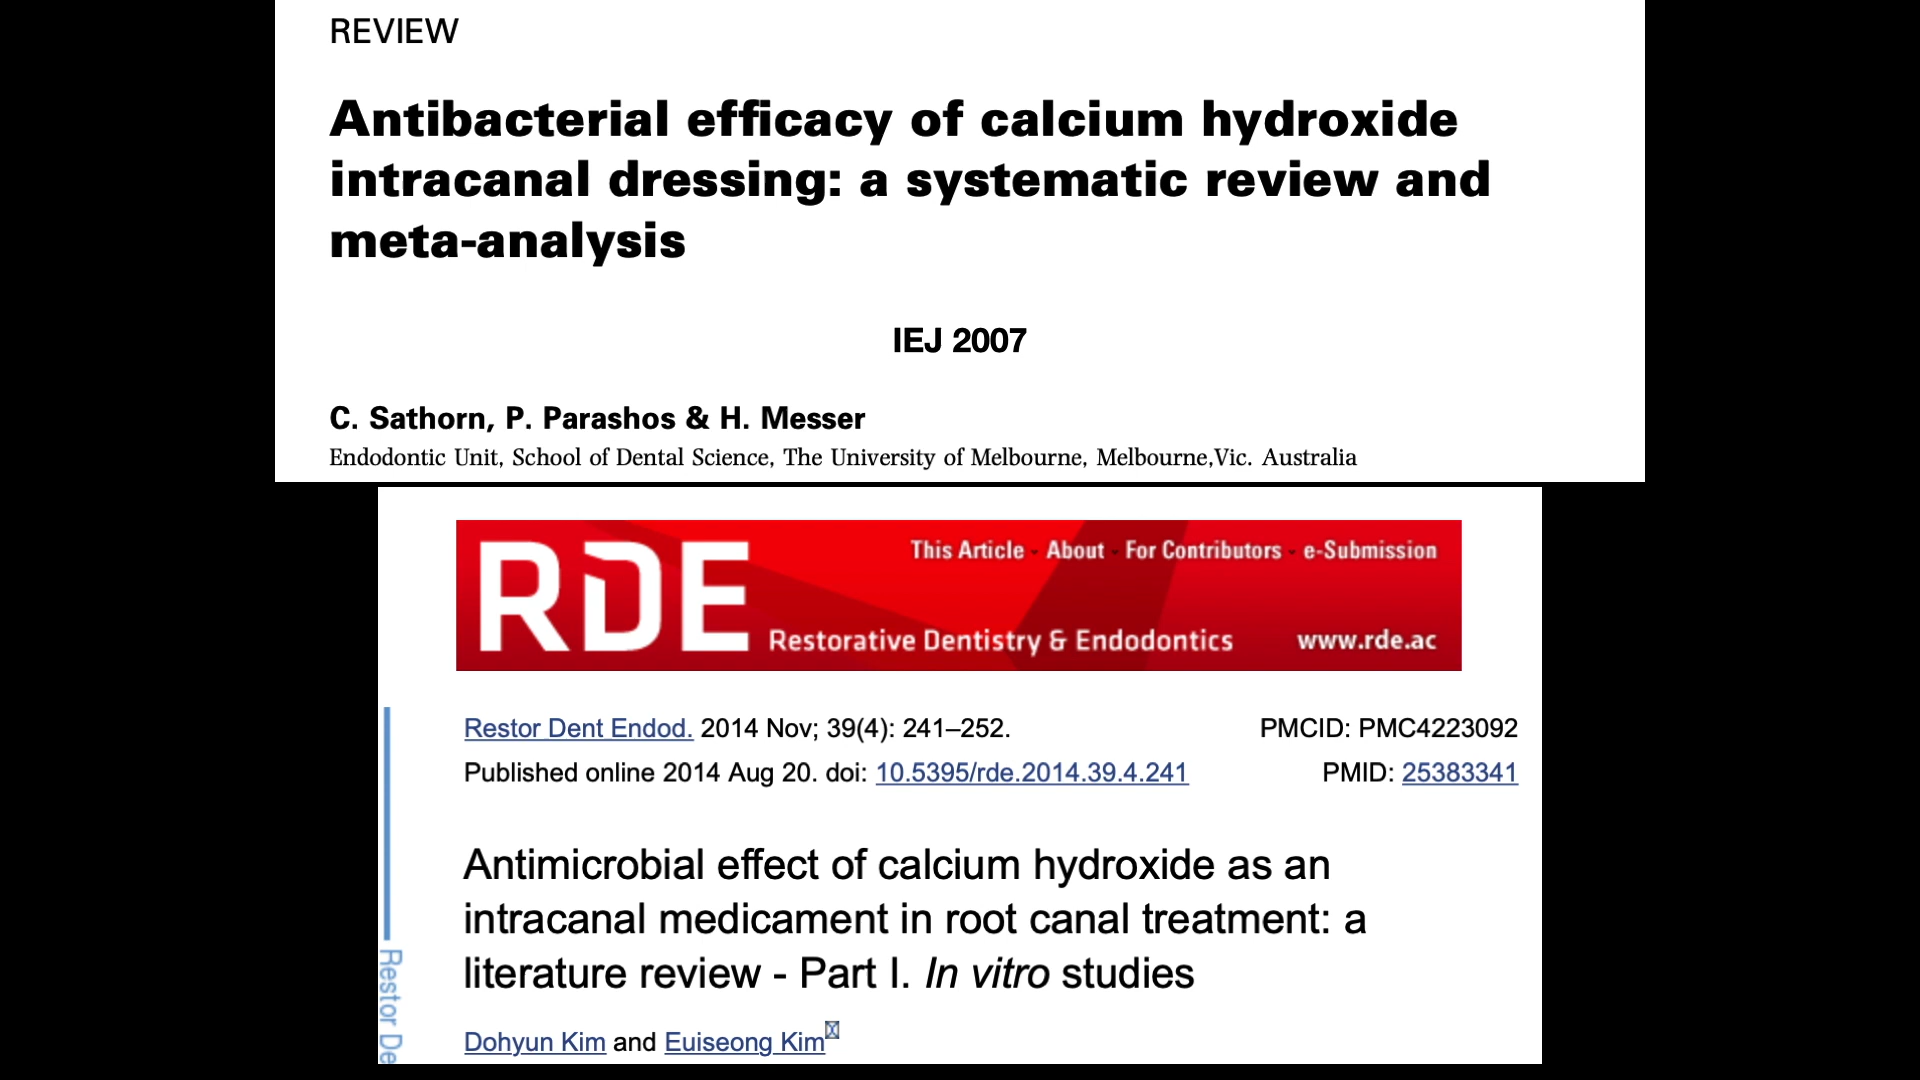 REVIEW
Antibacterial efficacy of calcium hydroxide
intracanal dressing: a systematic review and
meta-analysis
IEJ 2007
C. Sathorn, P. Parashos & H. Messer
Endodontic Unit, School of Dental Science, The University of Melbourne, Melbourne,Vic. Australia
RDE
This Article - About - For Contributors - e-Submission
Restorative Dentistry & Endodontics www.rde.ac
Restor Dent Endod. 2014 Nov; 39(4): 241–252. PMCID: PMC4223092
Published online 2014 Aug 20. doi: 10.5395/rde.2014.39.4.241 PMID: 25383341
Antimicrobial effect of calcium hydroxide as an
intracanal medicament in root canal treatment: a
literature review - Part I. In vitro studies
Dohyun Kim and Euiseong Kim
Restor De